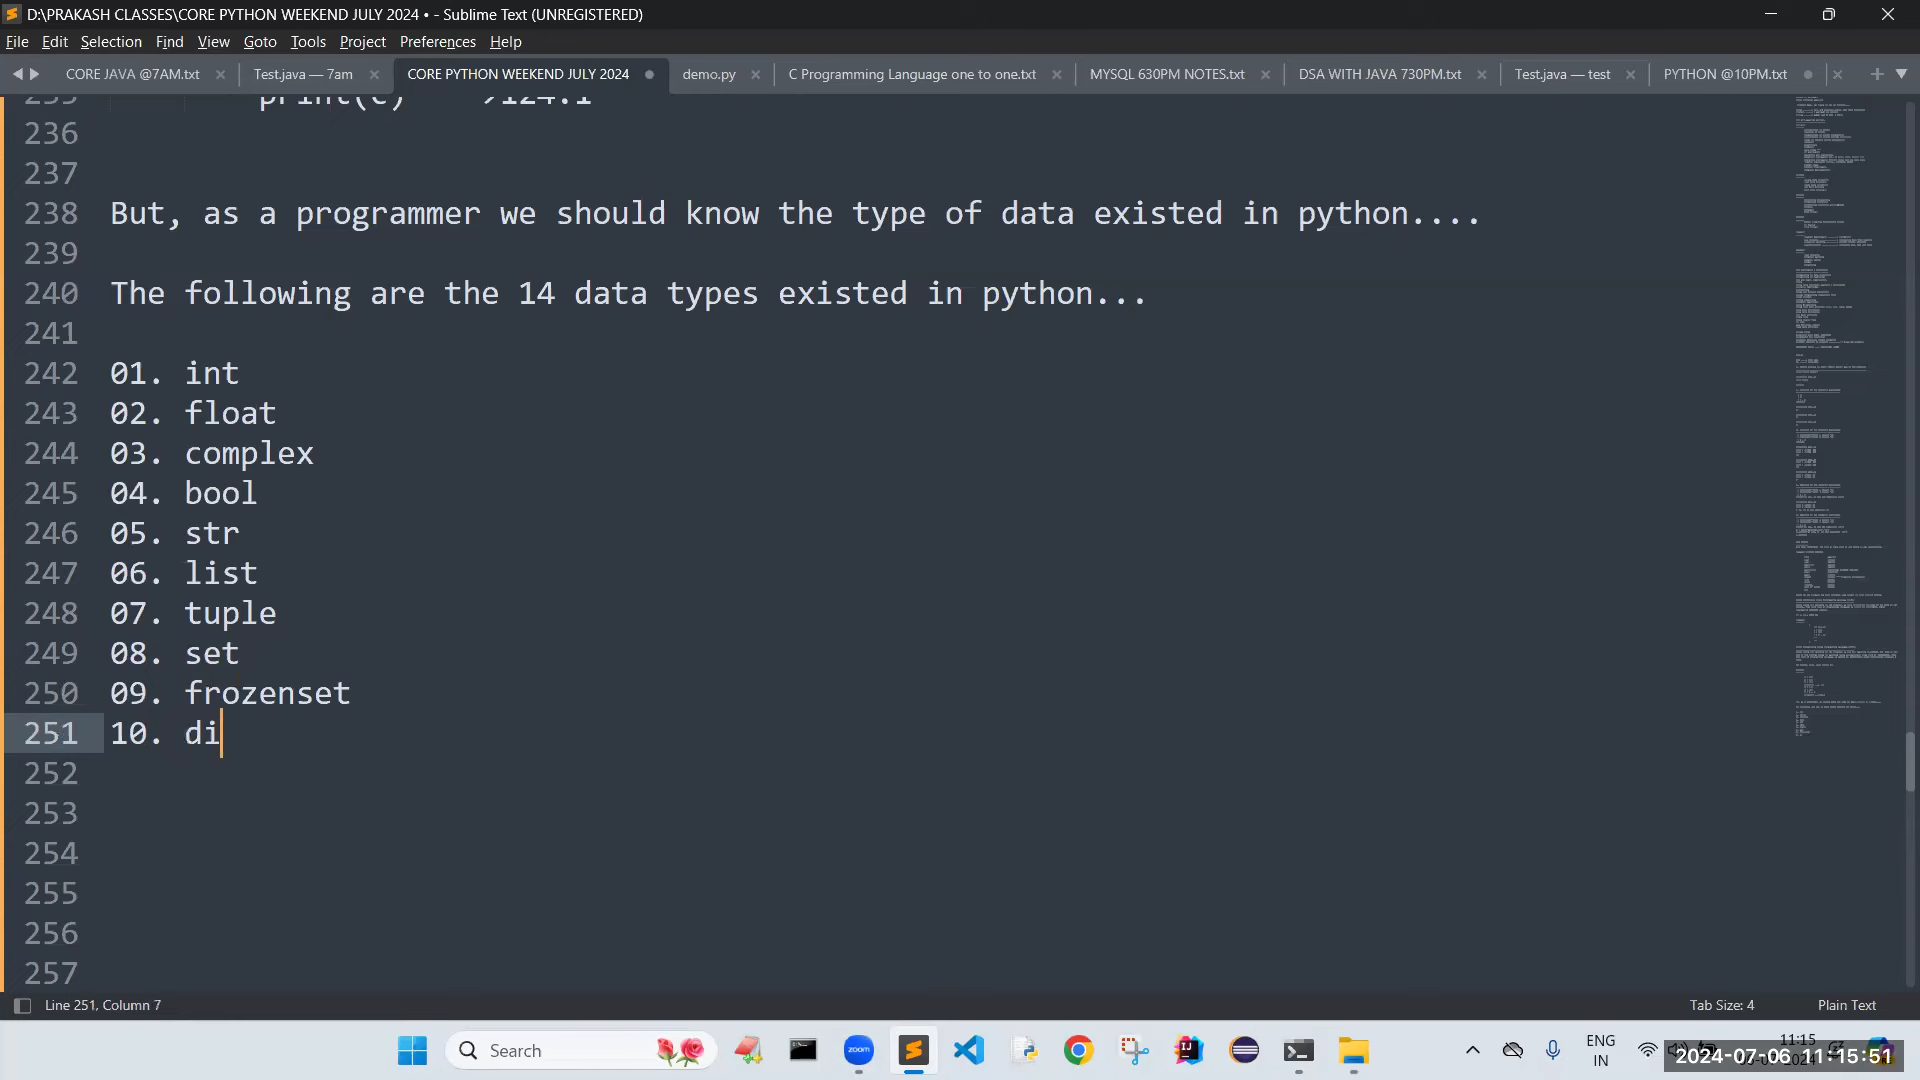 D:\PRAKASH CLASSES\CORE PYTHON WEEKEND JULY 2024 • - Sublime Text (UNREGISTERED)
File Edit Selection Find View Goto Tools Project Preferences Help
CORE JAVA @7AM.txt Test.java — 7am CORE PYTHON WEEKEND JULY 2024 demo.py C Programming Language one to one.txt MYSQL 630PM NOTES.txt DSA WITH JAVA 730PM.txt Test.java — test PYTHON @10PM.txt
235 print(c) >124.1
236
237
238 But, as a programmer we should know the type of data existed in python....
239
240 The following are the 14 data types existed in python...
241
242 01. int
243 02. float
244 03. complex
245 04. bool
246 05. str
247 06. list
248 07. tuple
249 08. set
250 09. frozenset
251 10. di
252
253
254
255
256
257
Line 251, Column 7 Tab Size: 4 Plain Text
Search zoom ENG 11:15
IN 2024-07-06 11:15:51